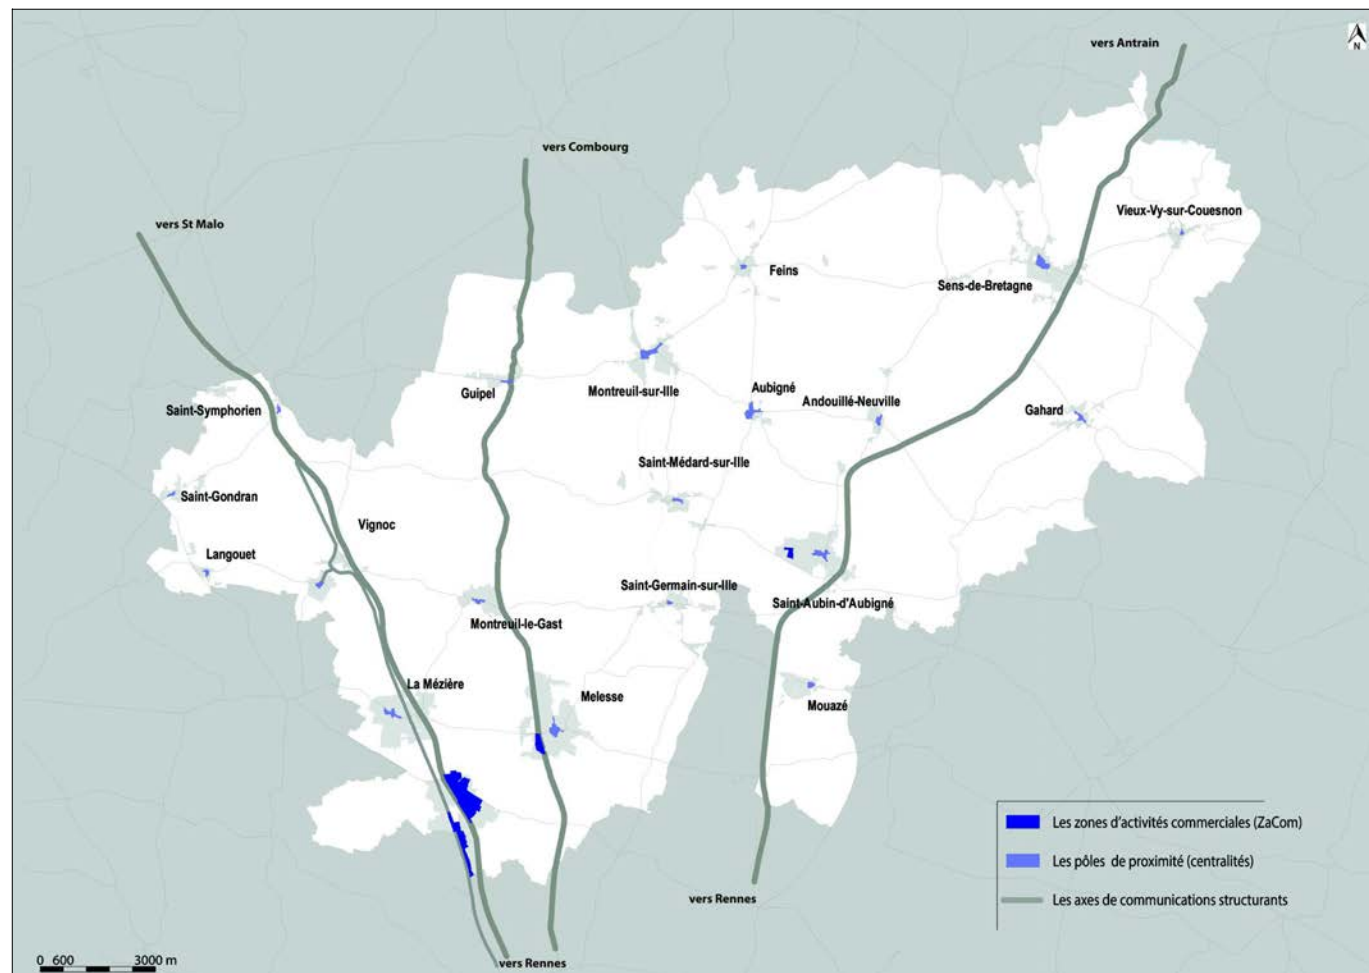 vers Antrain
N
vers Combourg
Vieux-Vy-sur-Couesnon
vers St Malo
Feins
Sens-de-Bretagne
Guipel
Montreuil-sur-Ille
Aubigné
Andouillé-Neuville
Gahard
Saint-Symphorien
Saint-Médard-sur-Ille
Saint-Gondran
Vignoc
Langouet
Saint-Germain-sur-Ille
Saint-Aubin-d'Aubigné
Montreuil-le-Gast
La Mézière
Melesse
Mouazé
Les zones d'activités commerciales (ZaCom)
Les pôles de proximité (centralités)
Les axes de communications structurants
vers Rennes
vers Rennes
0 600 3000 m